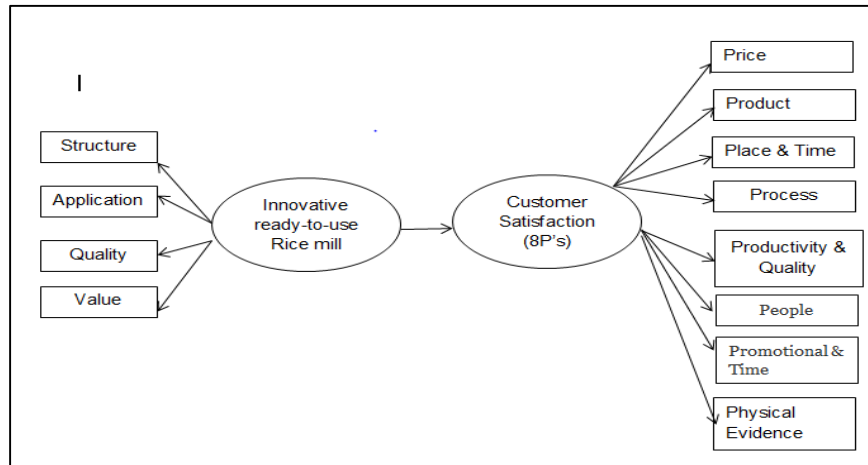 Structure
Application
Quality
Value
Innovative
ready-to-use
Rice mill
Customer
Satisfaction
(8P's)
Price
Product
Place & Time
Process
Productivity &
Quality
People
Promotional &
Time
Physical
Evidence